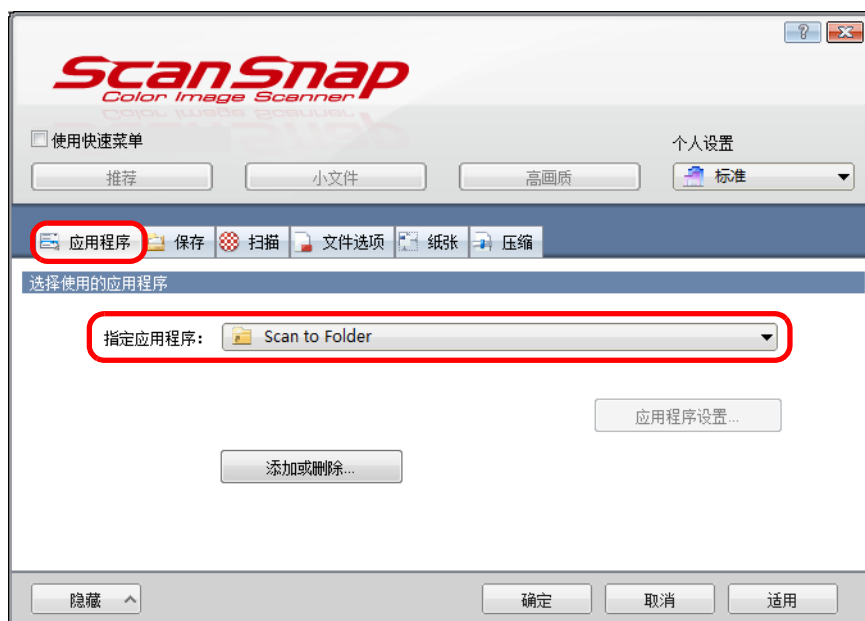 ScanSnap
Color Image Scanner
使用快速菜单
个人设置
推荐 小文件 高画质 标准
应用程序 保存 扫描 文件选项 纸张 压缩
选择使用的应用程序
指定应用程序: Scan to Folder
应用程序设置...
添加或删除...
隐藏 确定 取消 适用